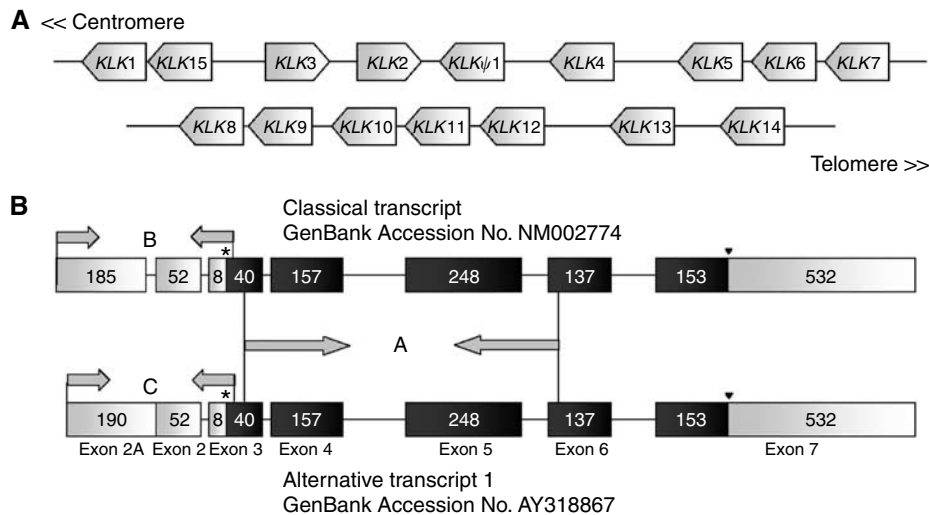 A << Centromere
KLK1 KLK15 KLK3 KLK2 KLKψ1 KLK4 KLK5 KLK6 KLK7
KLK8 KLK9 KLK10 KLK11 KLK12 KLK13 KLK14
Telomere >>
B
Classical transcript
GenBank Accession No. NM002774
B
*
185 52 8 40 157 248 137 153 532
A
C
*
190 52 8 40 157 248 137 153 532
Exon 2A Exon 2 Exon 3 Exon 4 Exon 5 Exon 6 Exon 7
Alternative transcript 1
GenBank Accession No. AY318867